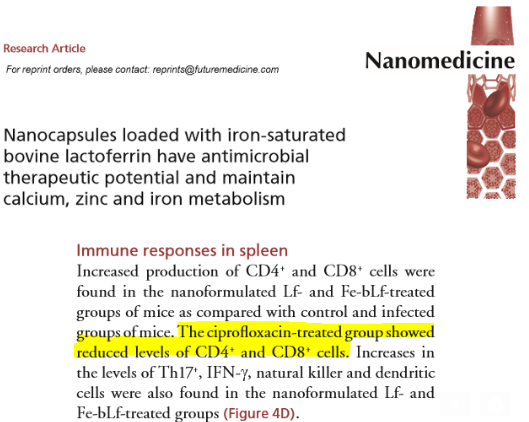 Research Article
For reprint orders, please contact: reprints@futuremedicine.com
Nanomedicine
Nanocapsules loaded with iron-saturated
bovine lactoferrin have antimicrobial
therapeutic potential and maintain
calcium, zinc and iron metabolism
Immune responses in spleen
Increased production of CD4⁺ and CD8⁺ cells were
found in the nanoformulated Lf- and Fe-bLf-treated
groups of mice as compared with control and infected
groups of mice. The ciprofloxacin-treated group showed
reduced levels of CD4⁺ and CD8⁺ cells. Increases in
the levels of Th17⁺, IFN-γ, natural killer and dendritic
cells were also found in the nanoformulated Lf- and
Fe-bLf-treated groups (Figure 4D).